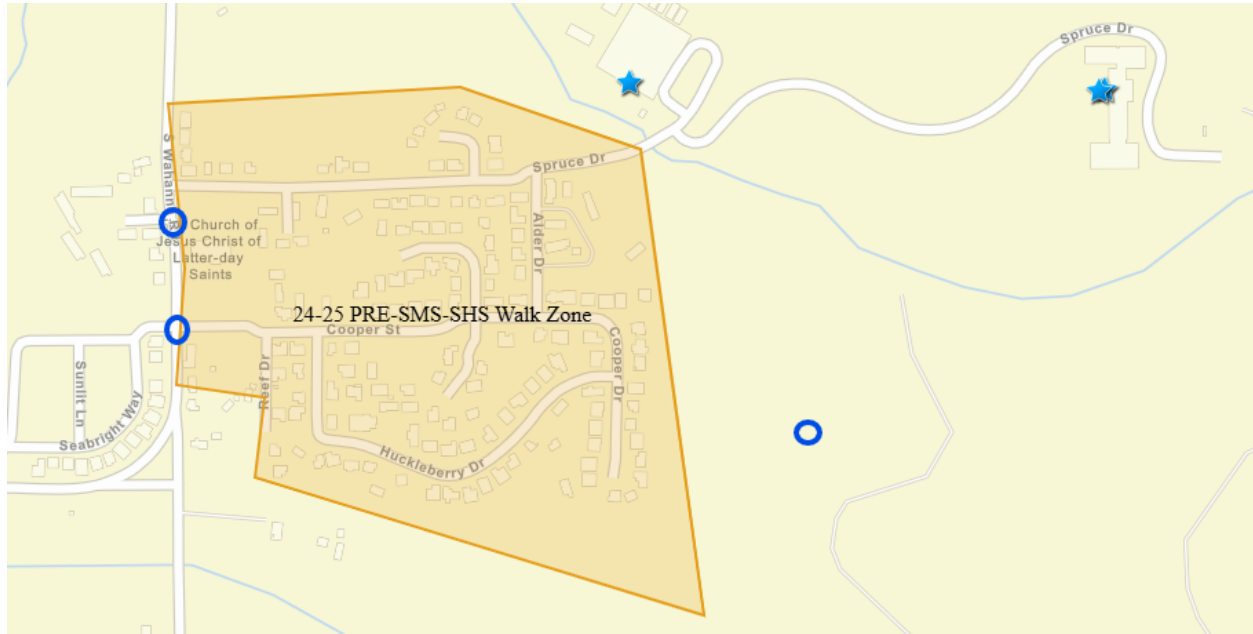 Spruce Dr
S Wahann
Spruce Dr
Church of
Jesus Christ of
Latter-day
Saints
Alder Dr
24-25 PRE-SMS-SHS Walk Zone
Cooper St
Cooper Dr
Reef Dr
Sunlit Ln
Seabright Way
Huckleberry Dr